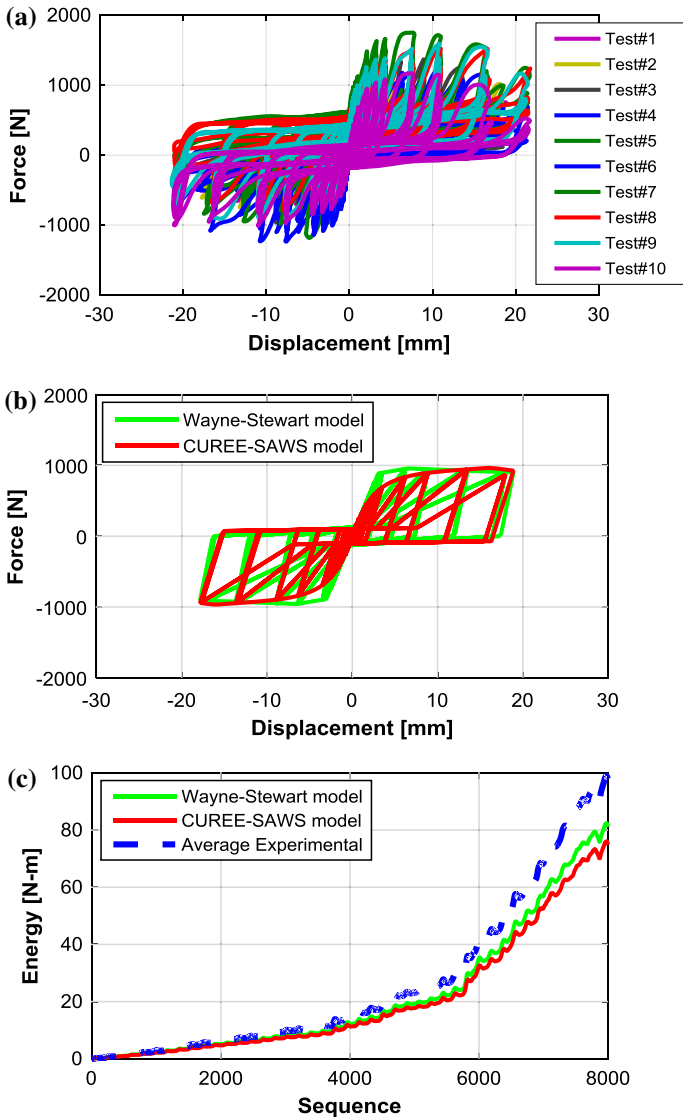 (a)
2000
1000
0
-1000
-2000
Force [N]
-30
-20
-10
0
10
20
30
Displacement [mm]
Test#1
Test#2
Test#3
Test#4
Test#5
Test#6
Test#7
Test#8
Test#9
Test#10
(b)
2000
1000
0
-1000
-2000
Force [N]
Wayne-Stewart model
CUREE-SAWS model
-30
-20
-10
0
10
20
30
Displacement [mm]
(c)
100
80
60
40
20
0
Energy [N-m]
Wayne-Stewart model
CUREE-SAWS model
Average Experimental
0
2000
4000
6000
8000
Sequence